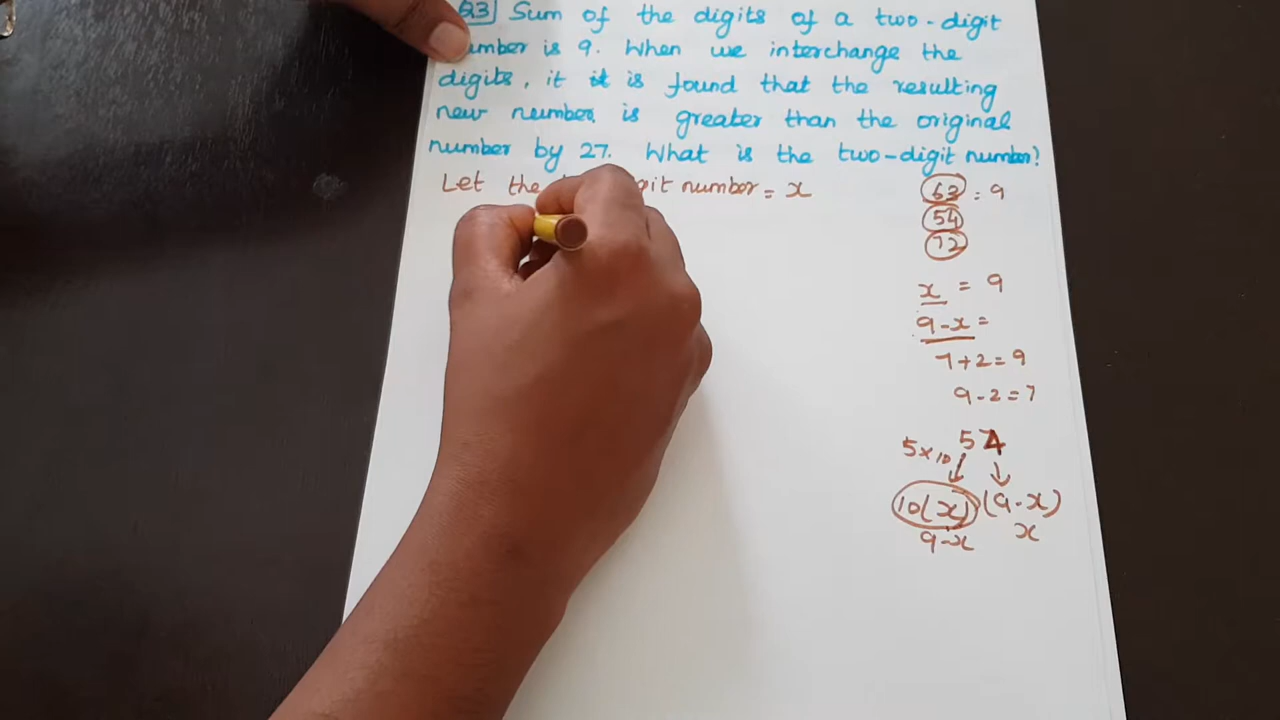 Q3] Sum of the digits of a two-digit
number is 9. When we interchange the
digits, it is found that the resulting
new number is greater than the original
number by 27. What is the two-digit number?
Let the digit number = x
63 = 9
54
72
x = 9
9-x =
7+2=9
9-2=7
54
5×10
10(x) (9-x)
9-x x